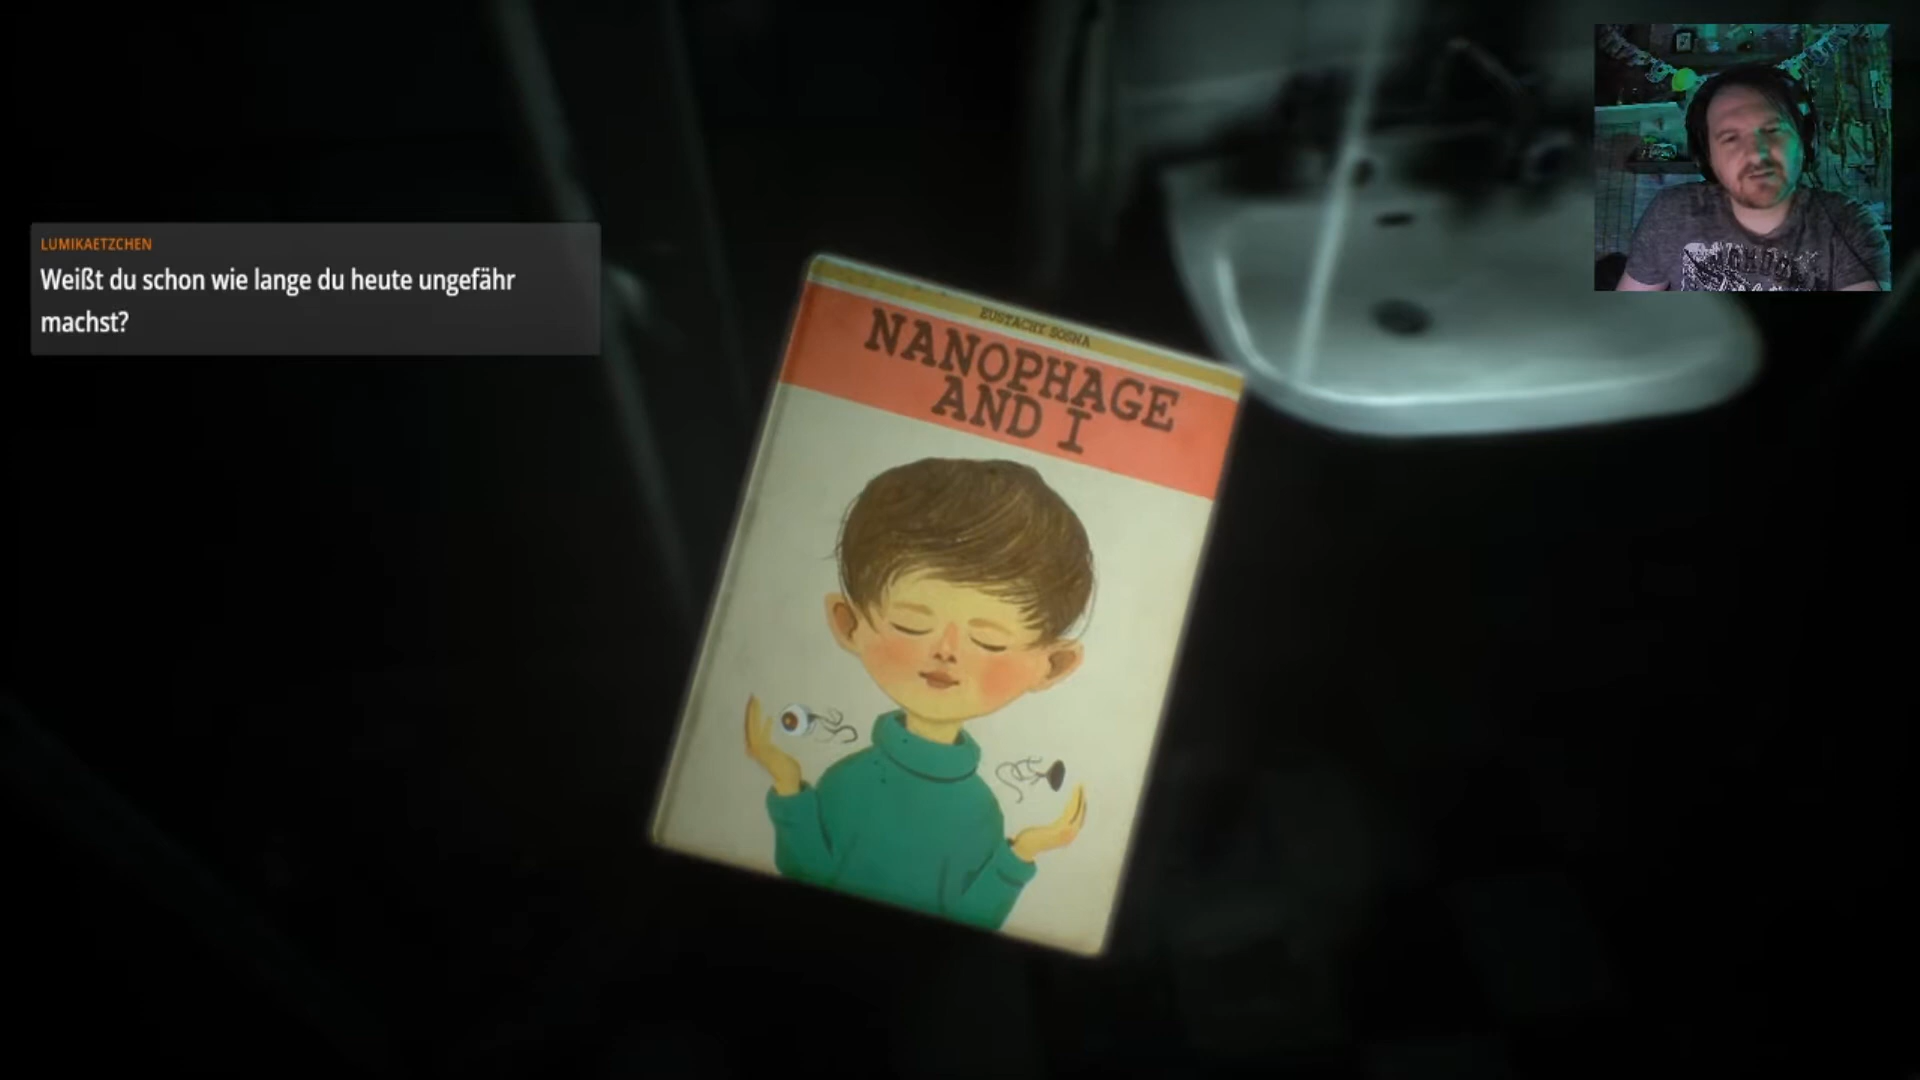 LUMIKAETZCHEN
Weißt du schon wie lange du heute ungefähr
machst?
EUSTACHY SOSNA
NANOPHAGE
AND I